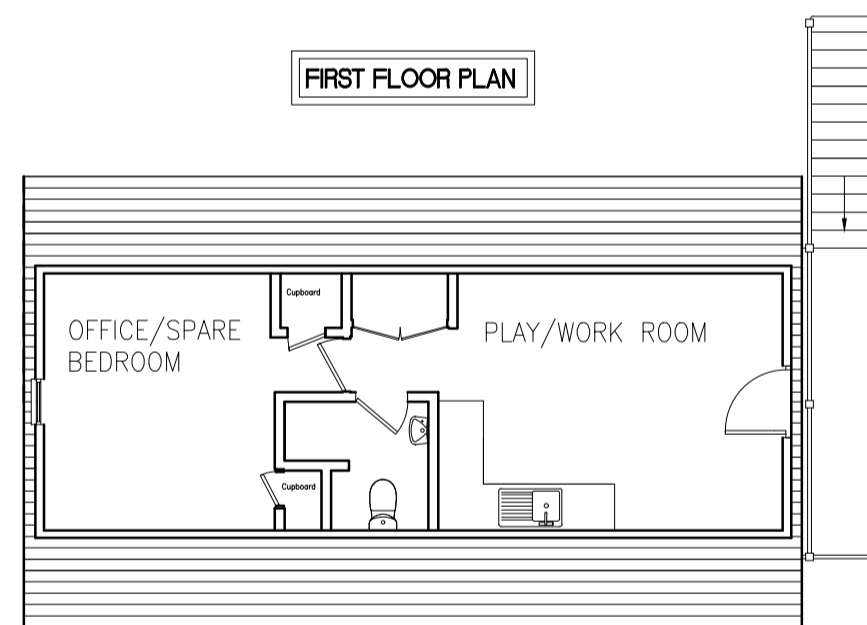 FIRST FLOOR PLAN
Cupboard
OFFICE/SPARE
BEDROOM
PLAY/WORK ROOM
Cupboard